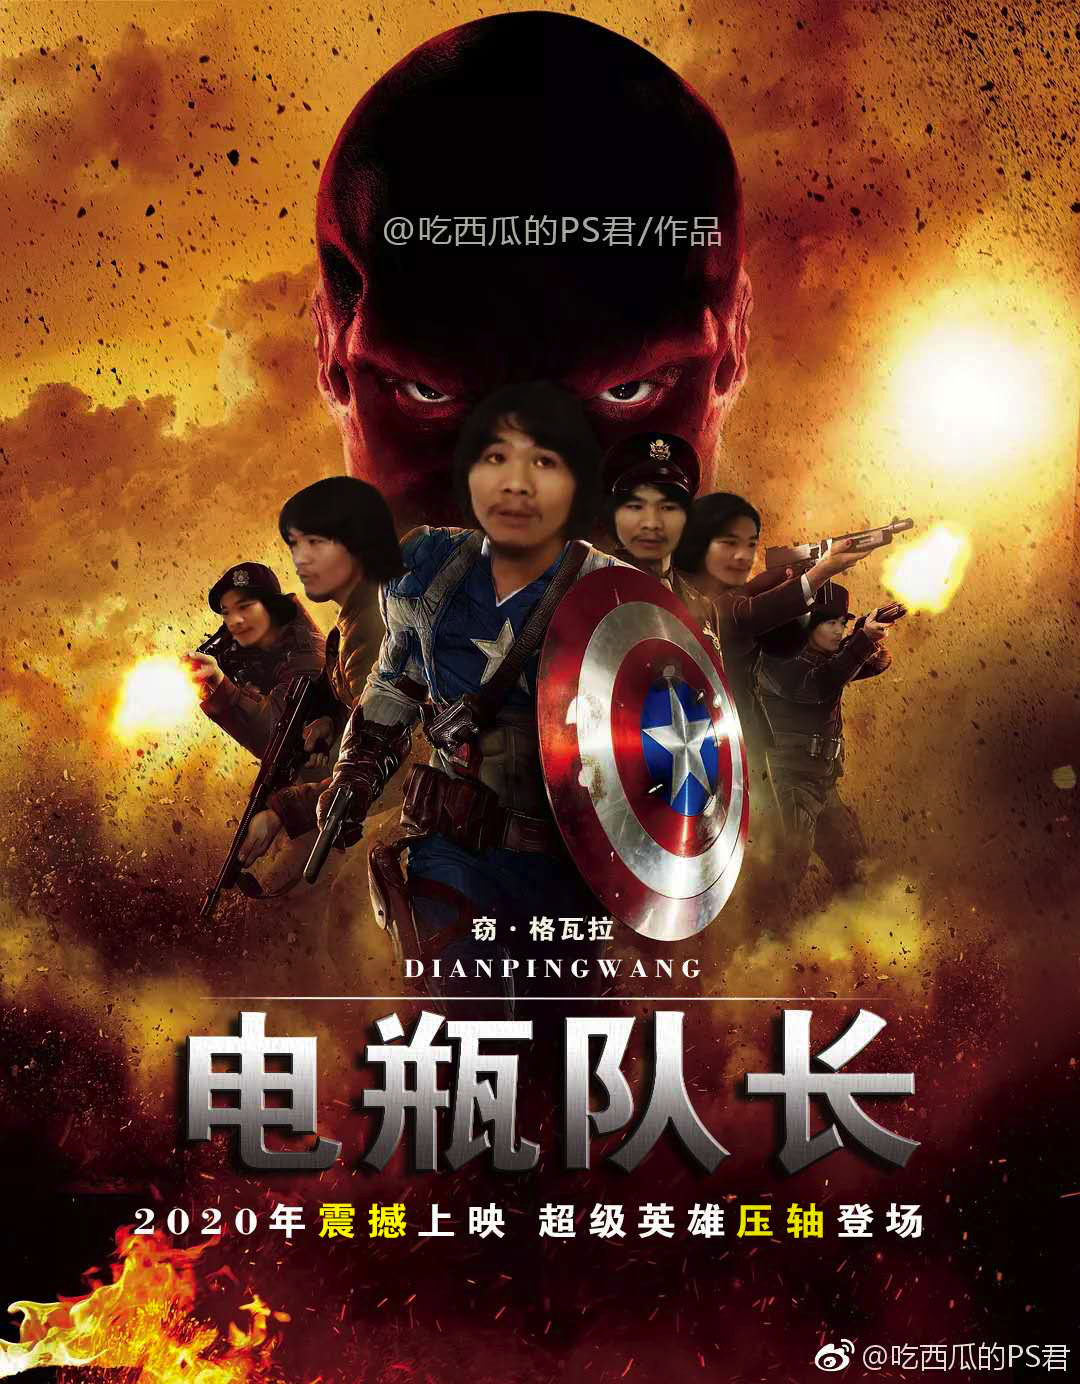 @吃西瓜的PS君/作品
窃·格瓦拉
DIANPINGWANG
电瓶队长
2020年震撼上映 超级英雄压轴登场
@吃西瓜的PS君